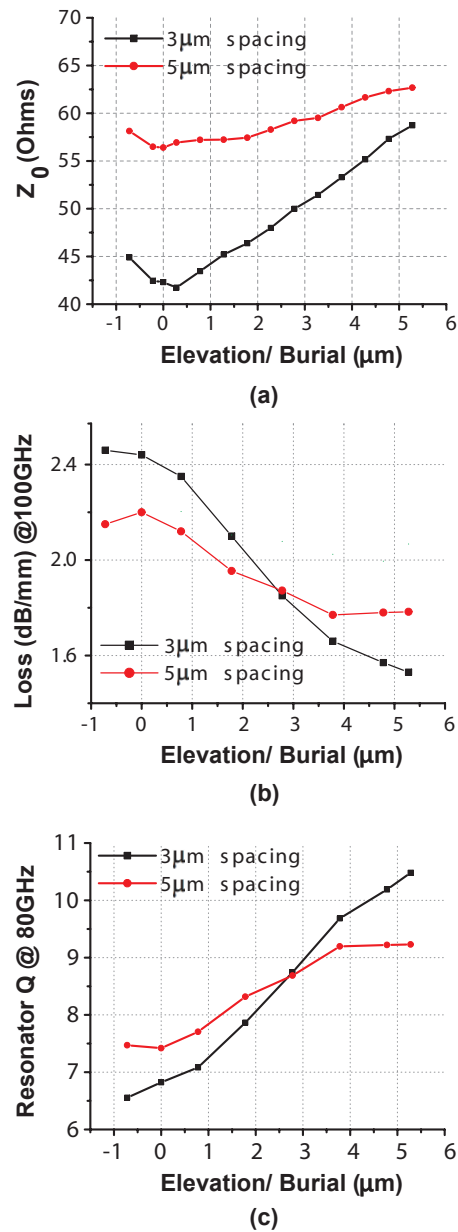 70
65
60
55
50
45
40
Z0 (Ohms)
3μm spacing
5μm spacing
-1 0 1 2 3 4 5 6
Elevation/ Burial (μm)
(a)
2.4
2.0
1.6
Loss (dB/mm) @100GHz
3μm spacing
5μm spacing
-1 0 1 2 3 4 5 6
Elevation/ Burial (μm)
(b)
11
10
9
8
7
6
Resonator Q @ 80GHz
3μm spacing
5μm spacing
-1 0 1 2 3 4 5 6
Elevation/ Burial (μm)
(c)